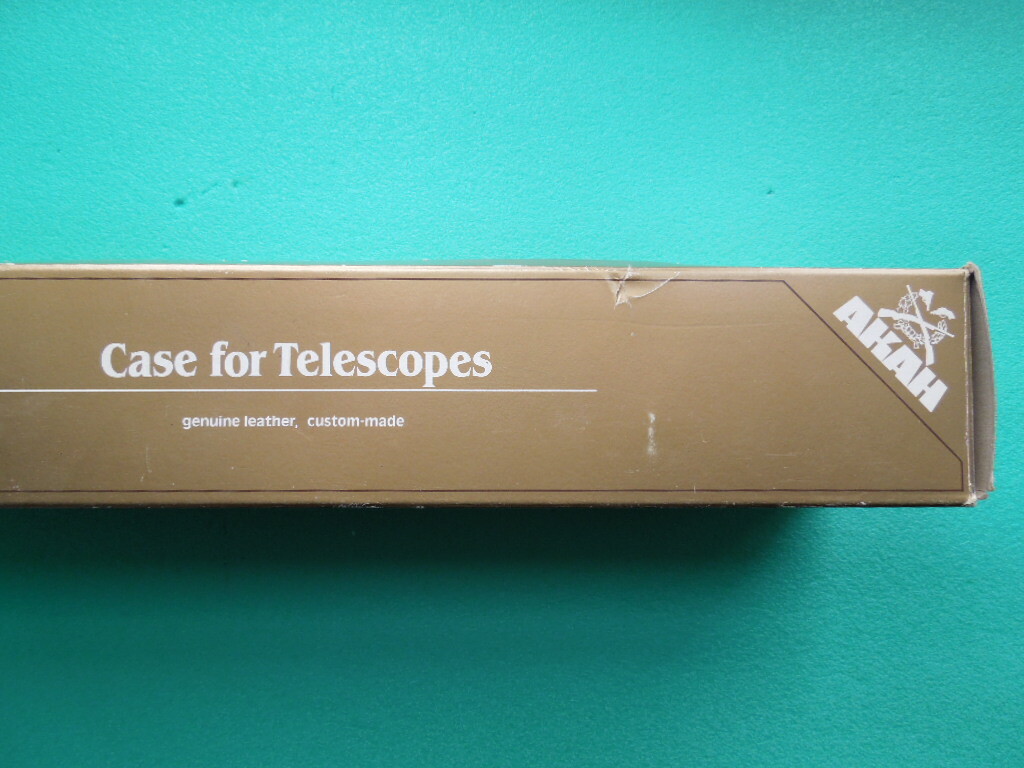 Case for Telescopes
genuine leather, custom-made
AKAH